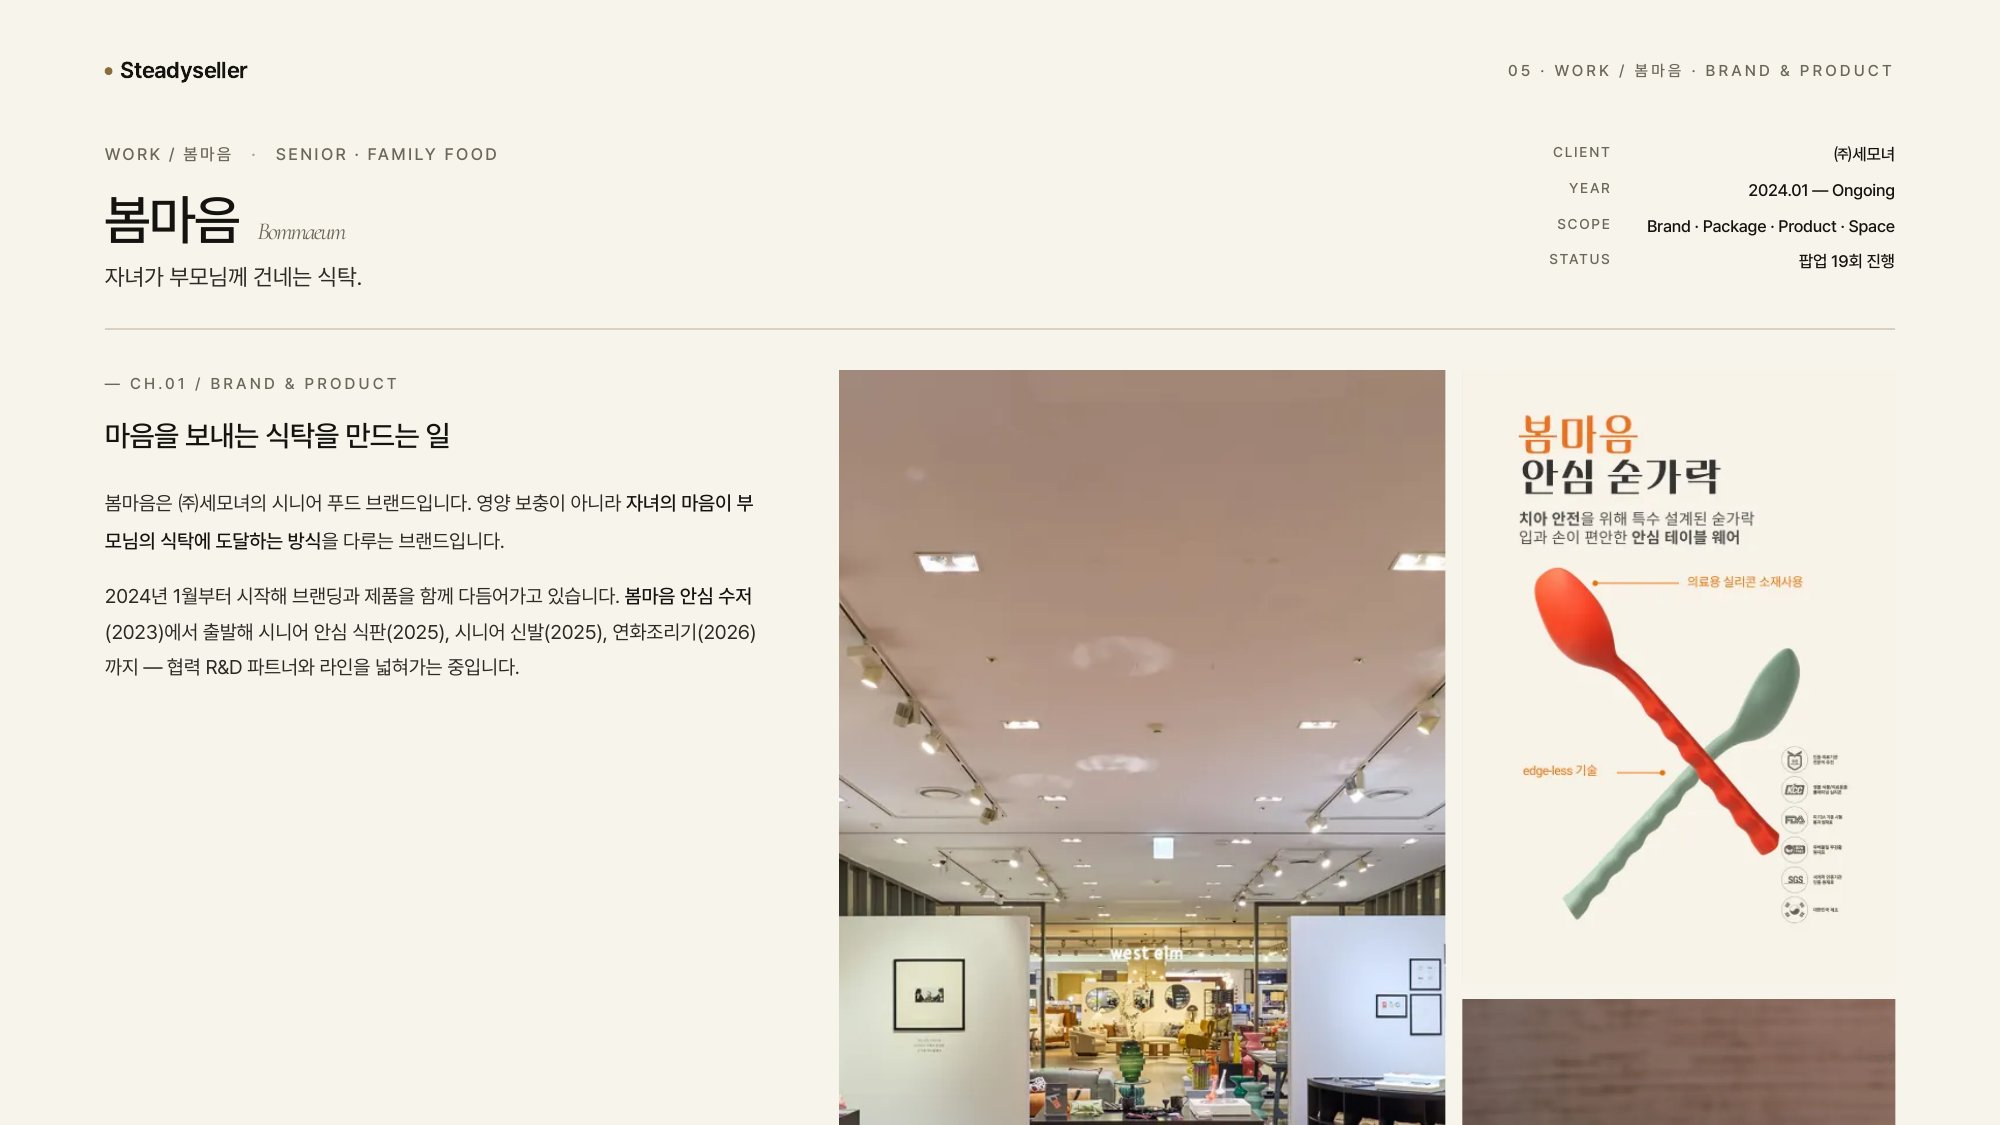 Steadyseller
05 · WORK / 봄마음 · BRAND & PRODUCT
WORK / 봄마음 · SENIOR · FAMILY FOOD
봄마음 Bommaeum
자녀가 부모님께 건네는 식탁.
CLIENT ㈜세모녀
YEAR 2024.01 — Ongoing
SCOPE Brand · Package · Product · Space
STATUS 팝업 19회 진행
— CH.01 / BRAND & PRODUCT
마음을 보내는 식탁을 만드는 일
봄마음은 ㈜세모녀의 시니어 푸드 브랜드입니다. 영양 보충이 아니라 자녀의 마음이 부
모님의 식탁에 도달하는 방식을 다루는 브랜드입니다.
2024년 1월부터 시작해 브랜딩과 제품을 함께 다듬어가고 있습니다. 봄마음 안심 수저
(2023)에서 출발해 시니어 안심 식판(2025), 시니어 신발(2025), 연화조리기(2026)
까지 — 협력 R&D 파트너와 라인을 넓혀가는 중입니다.
west elm
봄마음
안심 숟가락
치아 안전을 위해 특수 설계된 숟가락
입과 손이 편안한 안심 테이블 웨어
의료용 실리콘 소재사용
edge-less 기술
KCC
FDA
SGS
대한민국 제조